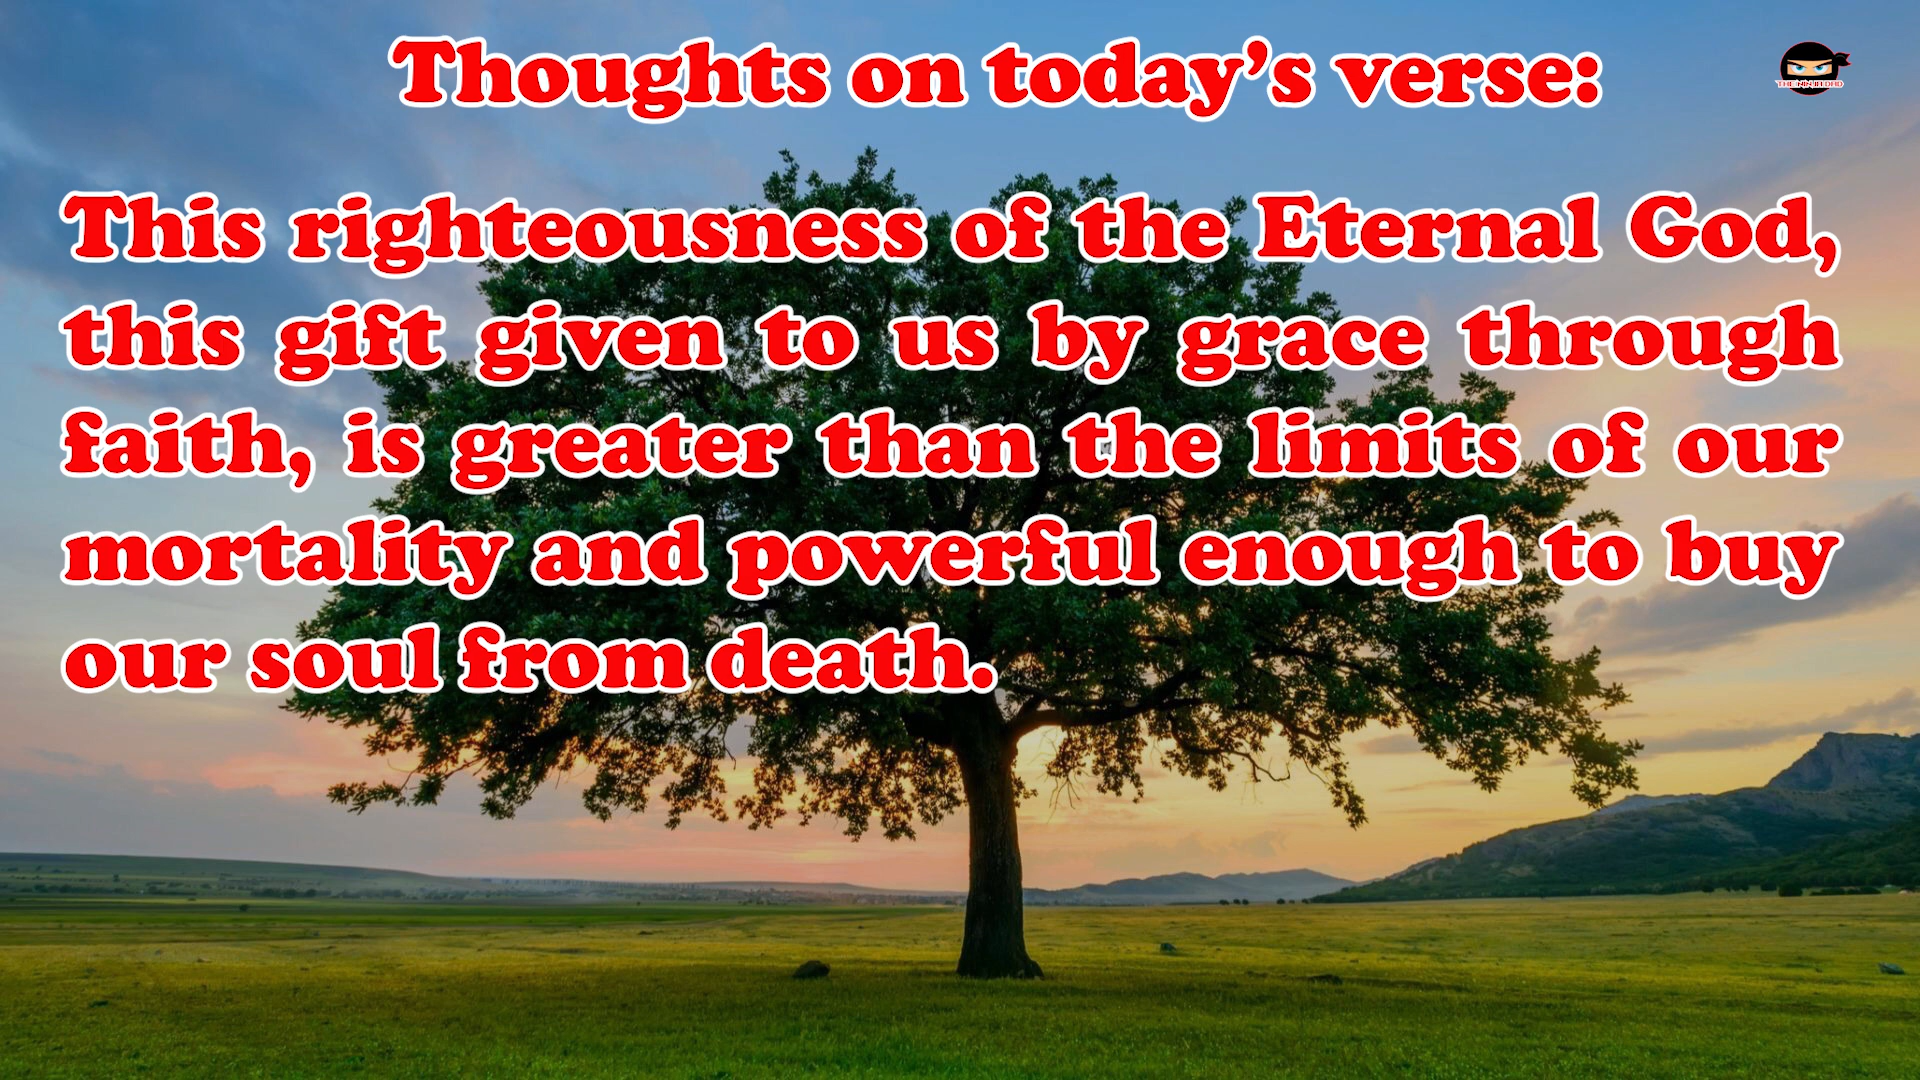 Thoughts on today’s verse:
This righteousness of the Eternal God,
this gift given to us by grace through
faith, is greater than the limits of our
mortality and powerful enough to buy
our soul from death.